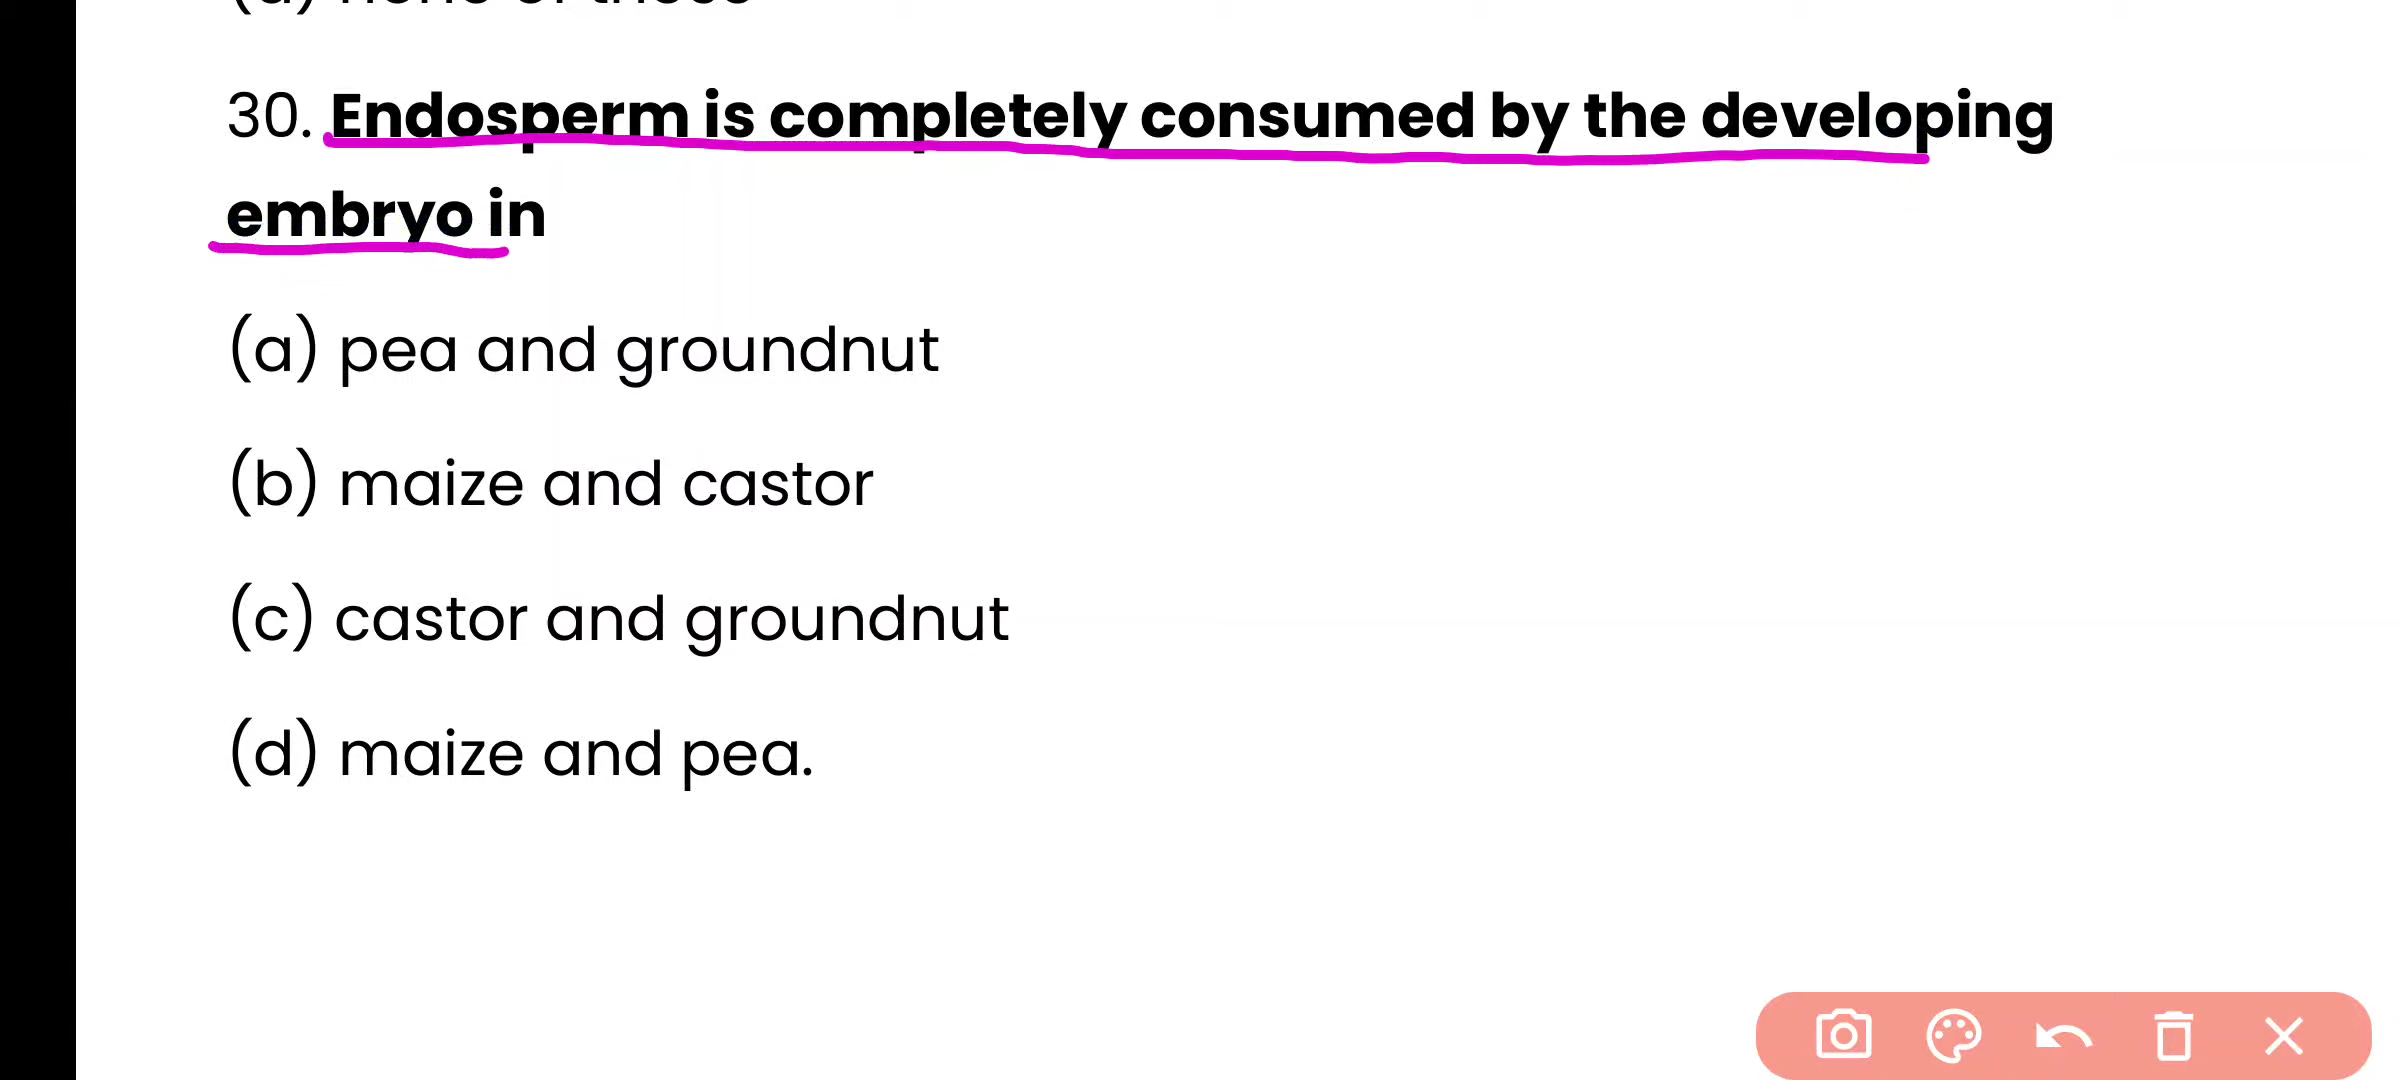 30. Endosperm is completely consumed by the developing
embryo in
(a) pea and groundnut
(b) maize and castor
(c) castor and groundnut
(d) maize and pea.